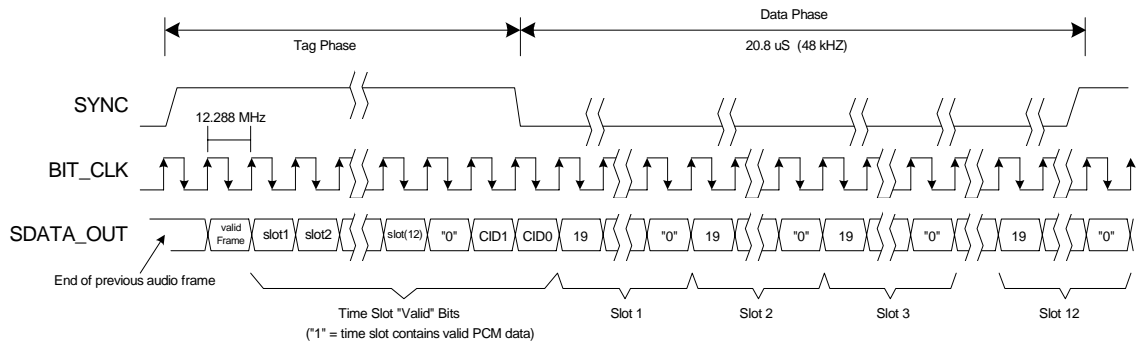 Tag Phase
Data Phase
20.8 uS (48 kHZ)
SYNC
12.288 MHz
BIT_CLK
SDATA_OUT
valid
Frame
slot1
slot2
slot(12)
"0"
CID1
CID0
19
"0"
19
"0"
19
"0"
19
"0"
End of previous audio frame
Time Slot "Valid" Bits
("1" = time slot contains valid PCM data)
Slot 1
Slot 2
Slot 3
Slot 12